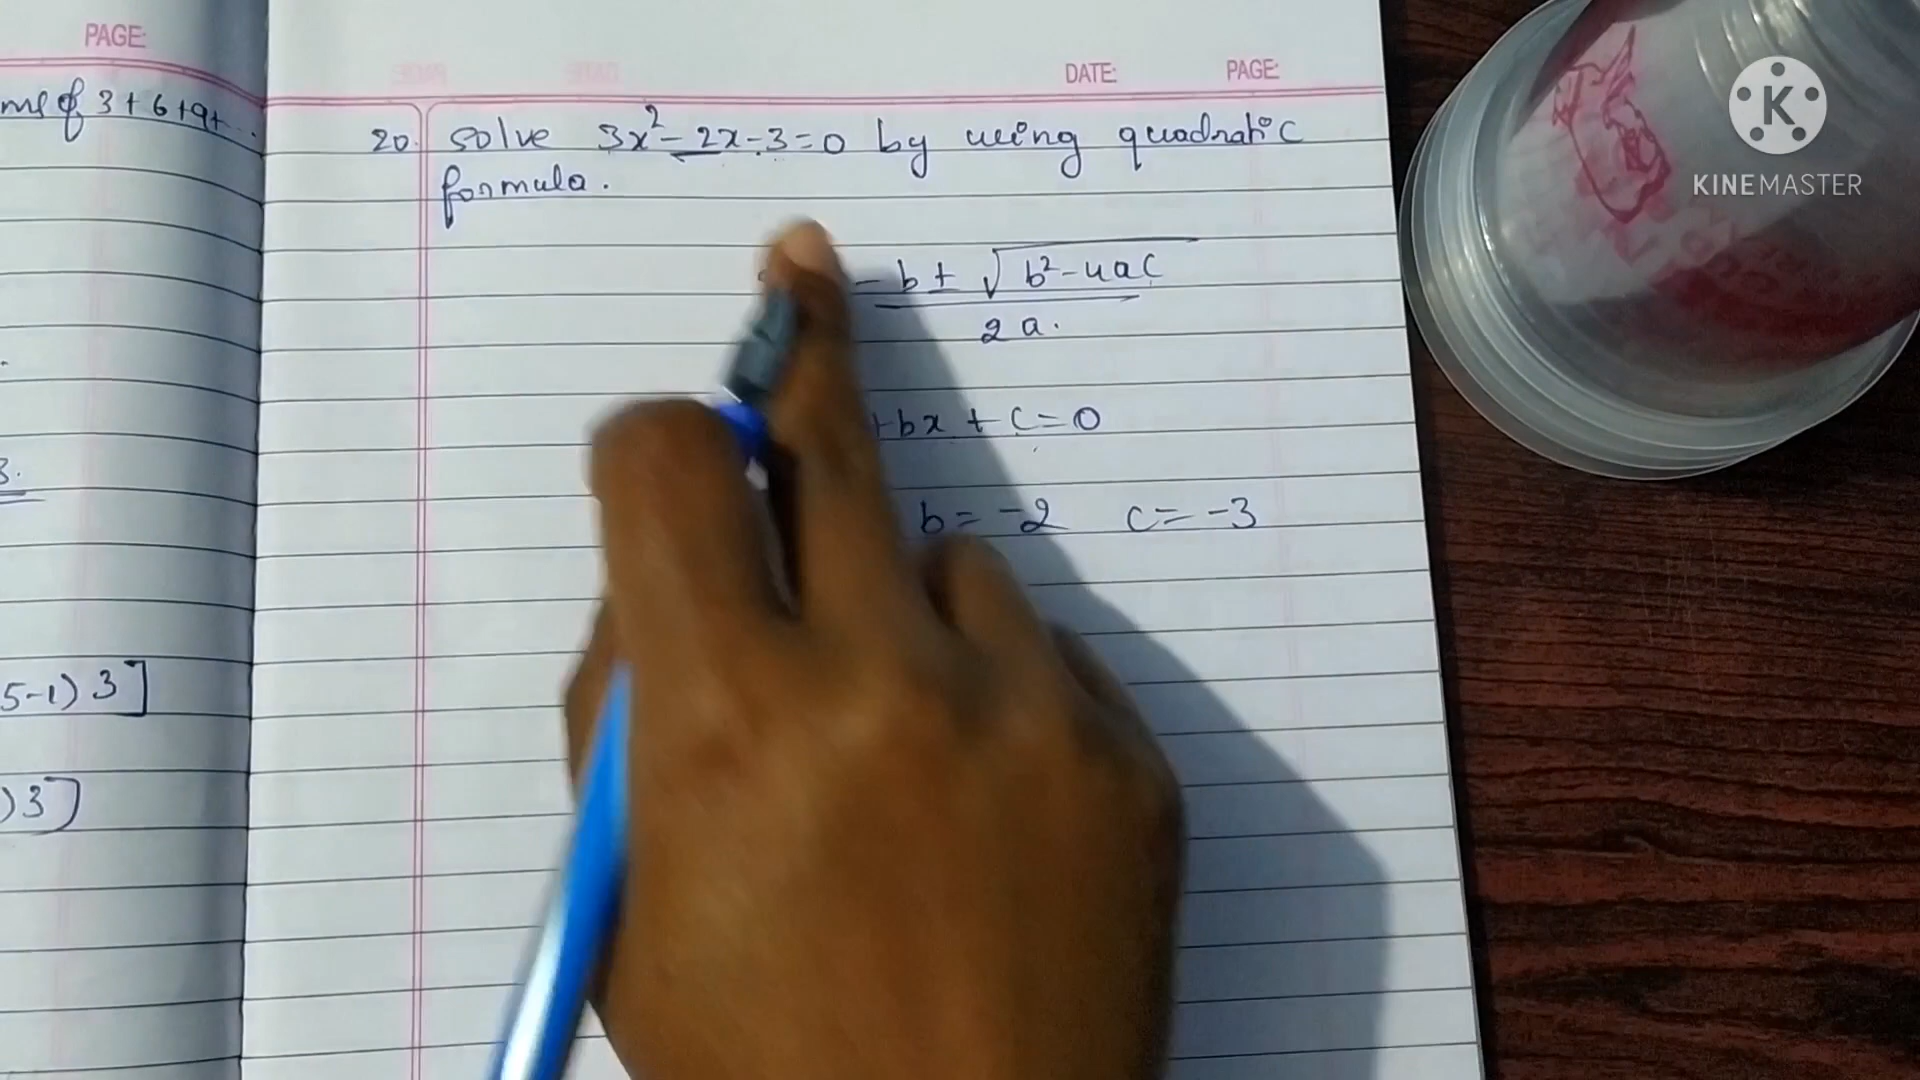 PAGE:
of 3 + 6 + 9 + ...
3.
5-1) 3]
)3]
DATE: PAGE:
20. solve 3x² - 2x - 3 = 0 by using quadratic
formula.
- b ± √b² - 4ac
2a.
+bx + c = 0
b = -2 c = -3
K
KINEMASTER